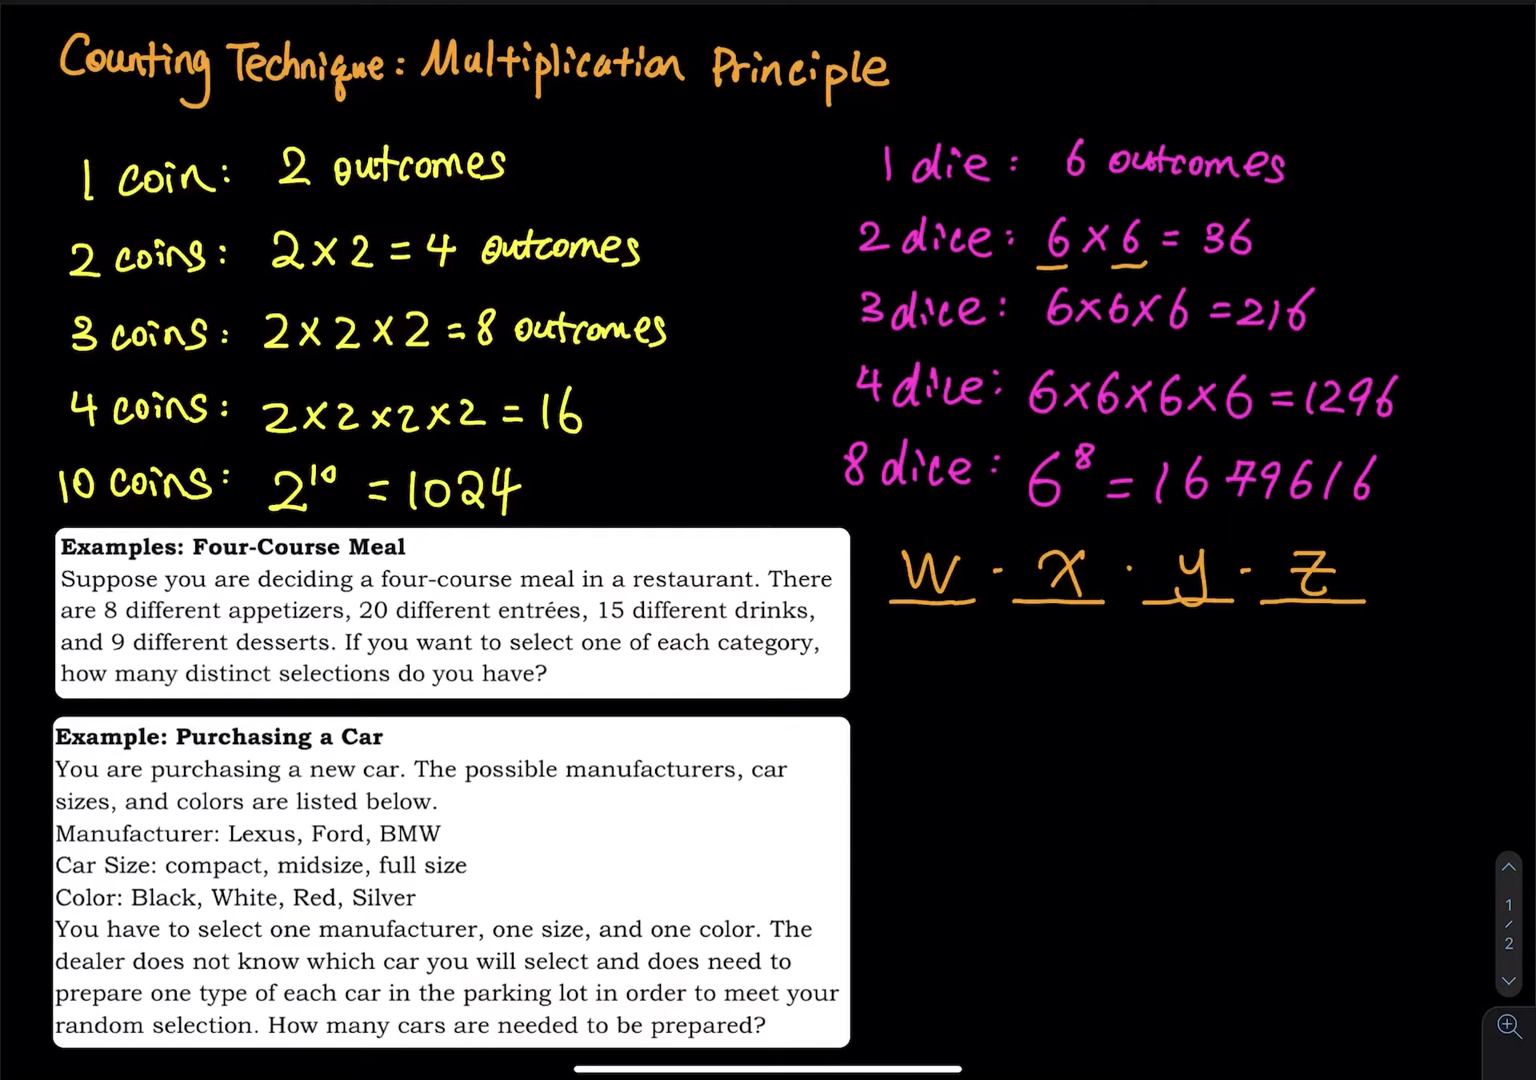 Counting Technique: Multiplication Principle
1 coin: 2 outcomes
2 coins: 2 × 2 = 4 outcomes
3 coins: 2 × 2 × 2 = 8 outcomes
4 coins: 2 × 2 × 2 × 2 = 16
10 coins: 2¹⁰ = 1024
1 die: 6 outcomes
2 dice: 6 × 6 = 36
3 dice: 6×6×6 = 216
4 dice: 6×6×6×6 = 1296
8 dice: 6⁸ = 1679616
w · x · y · z
Examples: Four-Course Meal
Suppose you are deciding a four-course meal in a restaurant. There
are 8 different appetizers, 20 different entrées, 15 different drinks,
and 9 different desserts. If you want to select one of each category,
how many distinct selections do you have?
Example: Purchasing a Car
You are purchasing a new car. The possible manufacturers, car
sizes, and colors are listed below.
Manufacturer: Lexus, Ford, BMW
Car Size: compact, midsize, full size
Color: Black, White, Red, Silver
You have to select one manufacturer, one size, and one color. The
dealer does not know which car you will select and does need to
prepare one type of each car in the parking lot in order to meet your
random selection. How many cars are needed to be prepared?
1
/
2